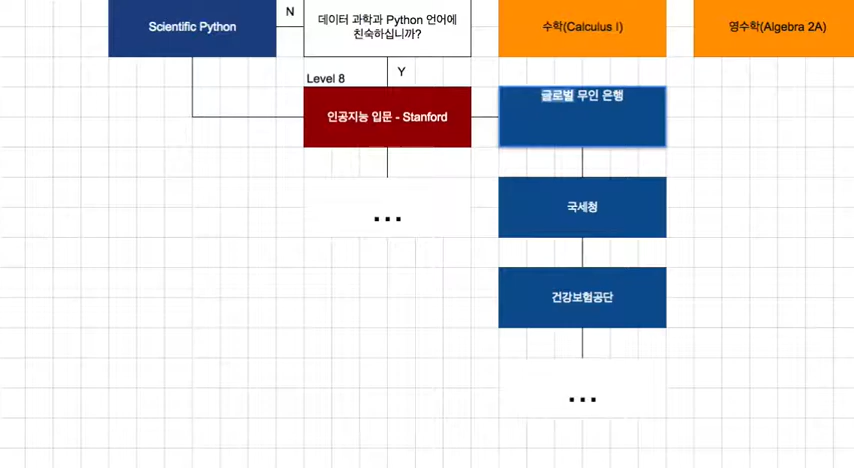 Scientific Python
N
데이터 과학과 Python 언어에
친숙하십니까?
수학(Calculus I)
영수학(Algebra 2A)
Y
Level 8
인공지능 입문 - Stanford
글로벌 무인 은행
국세청
...
건강보험공단
...